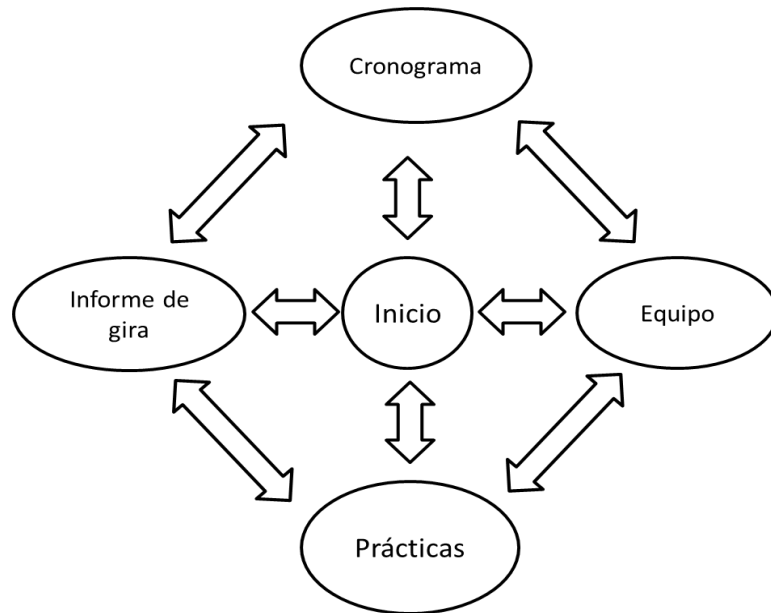 Cronograma
Informe de
gira
Inicio
Equipo
Prácticas